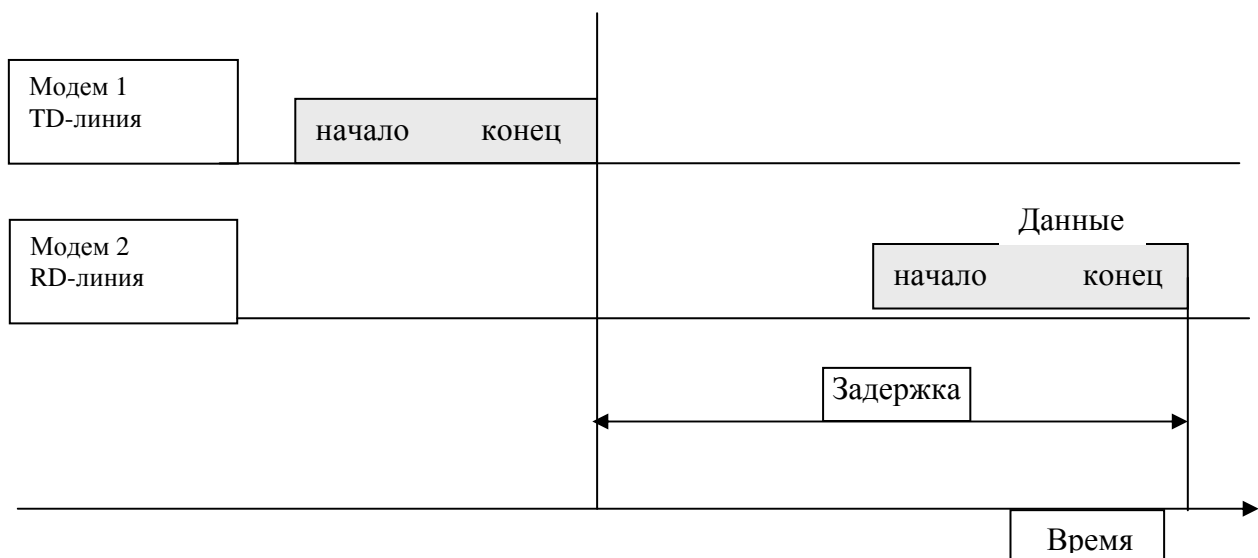 Модем 1
TD-линия
начало конец
Данные
Модем 2
RD-линия
начало конец
Задержка
Время